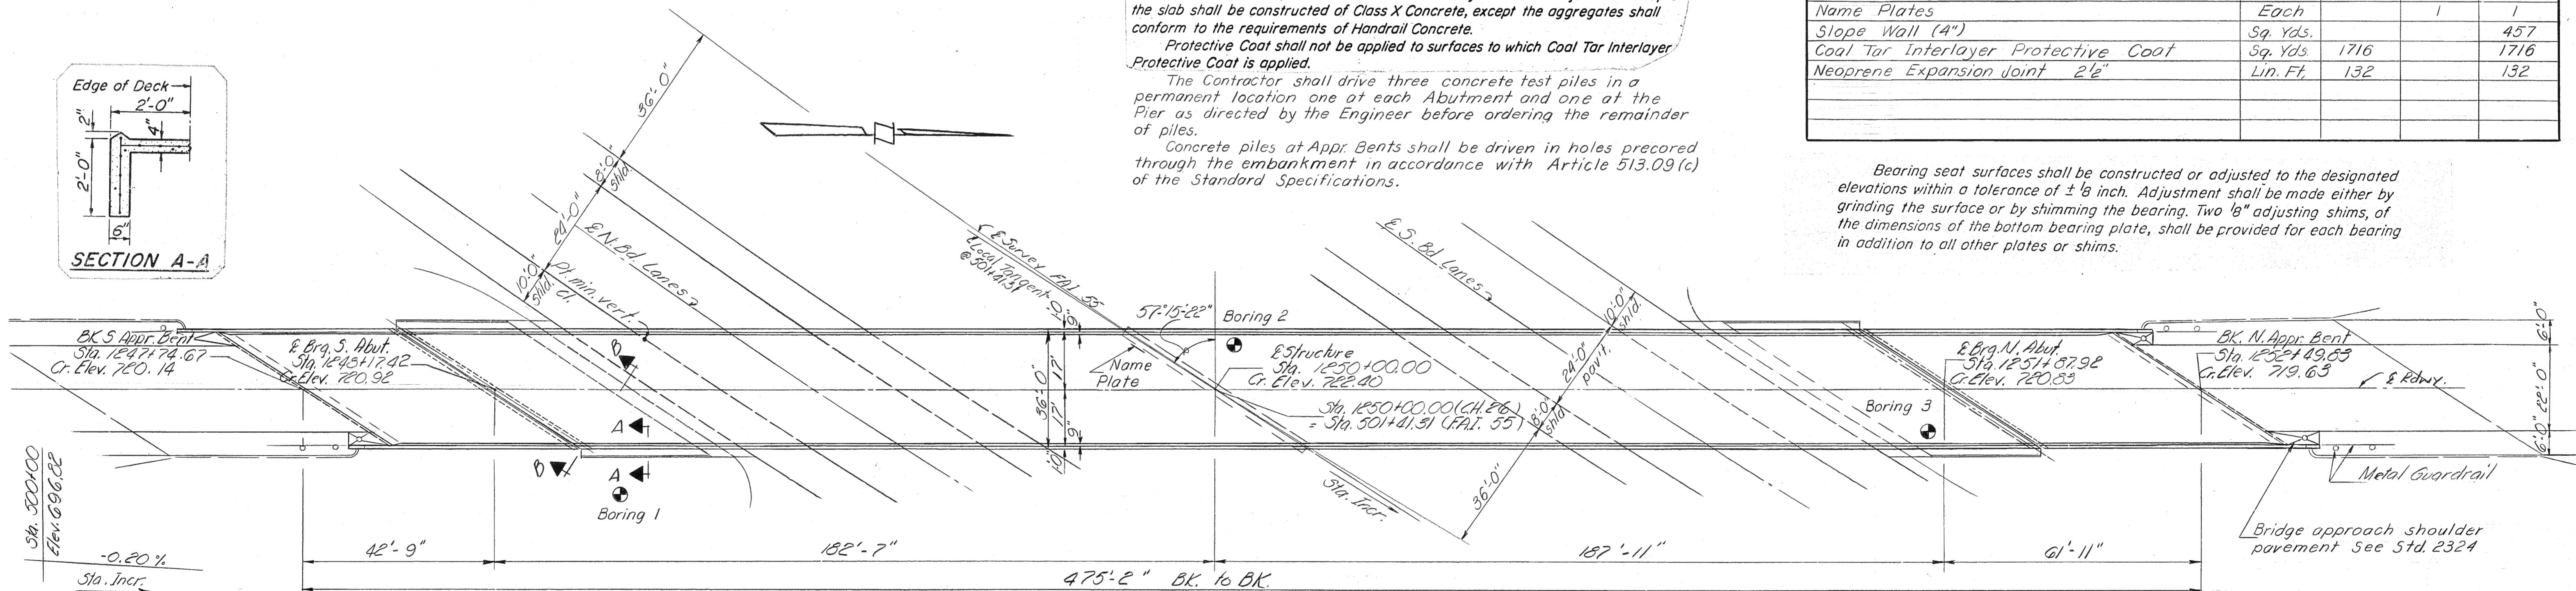 the slab shall be constructed of Class X Concrete, except the aggregates shall
conform to the requirements of Handrail Concrete.
Protective Coat shall not be applied to surfaces to which Coal Tar Interlayer
Protective Coat is applied.
The Contractor shall drive three concrete test piles in a
permanent location one at each Abutment and one at the
Pier as directed by the Engineer before ordering the remainder
of piles.
Concrete piles at Appr. Bents shall be driven in holes precored
through the embankment in accordance with Article 513.09(c)
of the Standard Specifications.
Name Plates Each 1 1
Slope Wall (4") Sq. Yds. 457
Coal Tar Interlayer Protective Coat Sq. Yds. 1716 1716
Neoprene Expansion Joint 2½" Lin. Ft. 132 132
Bearing seat surfaces shall be constructed or adjusted to the designated
elevations within a tolerance of ± ⅛ inch. Adjustment shall be made either by
grinding the surface or by shimming the bearing. Two ⅛" adjusting shims, of
the dimensions of the bottom bearing plate, shall be provided for each bearing
in addition to all other plates or shims.
Edge of Deck
2'-0"
2"
4"
2'-0"
6"
SECTION A-A
36'-0"
8'-0"
Shld.
24'-0"
℄ N. Bd Lanes
10'-0"
Shld.
Pt. min. vert.
cl.
℄ Survey F.A.I. 55
Local Tangent
@ 501+41.31
57°-15'-22"
Boring 2
℄ S. Bd Lanes
10'-0"
shld.
24'-0"
pav't.
8'-0"
shld.
36'-0"
BK. S. Appr. Bent
Sta. 1247+74.67
Gr. Elev. 720.14
℄ Brg. S. Abut.
Sta. 1248+17.42
Gr. Elev. 720.92
B
A
B
A
Boring 1
36'-0"
1'-0"
9"
17'
17'
9"
1'-0"
Name
Plate
℄ Structure
Sta. 1250+00.00
Gr. Elev. 722.40
Sta. 1250+00.00 (C.H. 26)
= Sta. 501+41.31 (F.A.I. 55)
Sta. Incr.
Boring 3
℄ Brg. N. Abut.
Sta. 1251+87.92
Gr. Elev. 720.83
BK. N. Appr. Bent
Sta. 1252+49.83
Gr. Elev. 719.63
℄ Rdwy.
6'-0"
22'-0"
6'-0"
Metal Guardrail
Bridge approach shoulder
pavement See Std. 2324
Sta. 500+00
Elev. 696.82
-0.20%
Sta. Incr.
42'-9"
182'-7"
187'-11"
61'-11"
475'-2" BK. to BK.